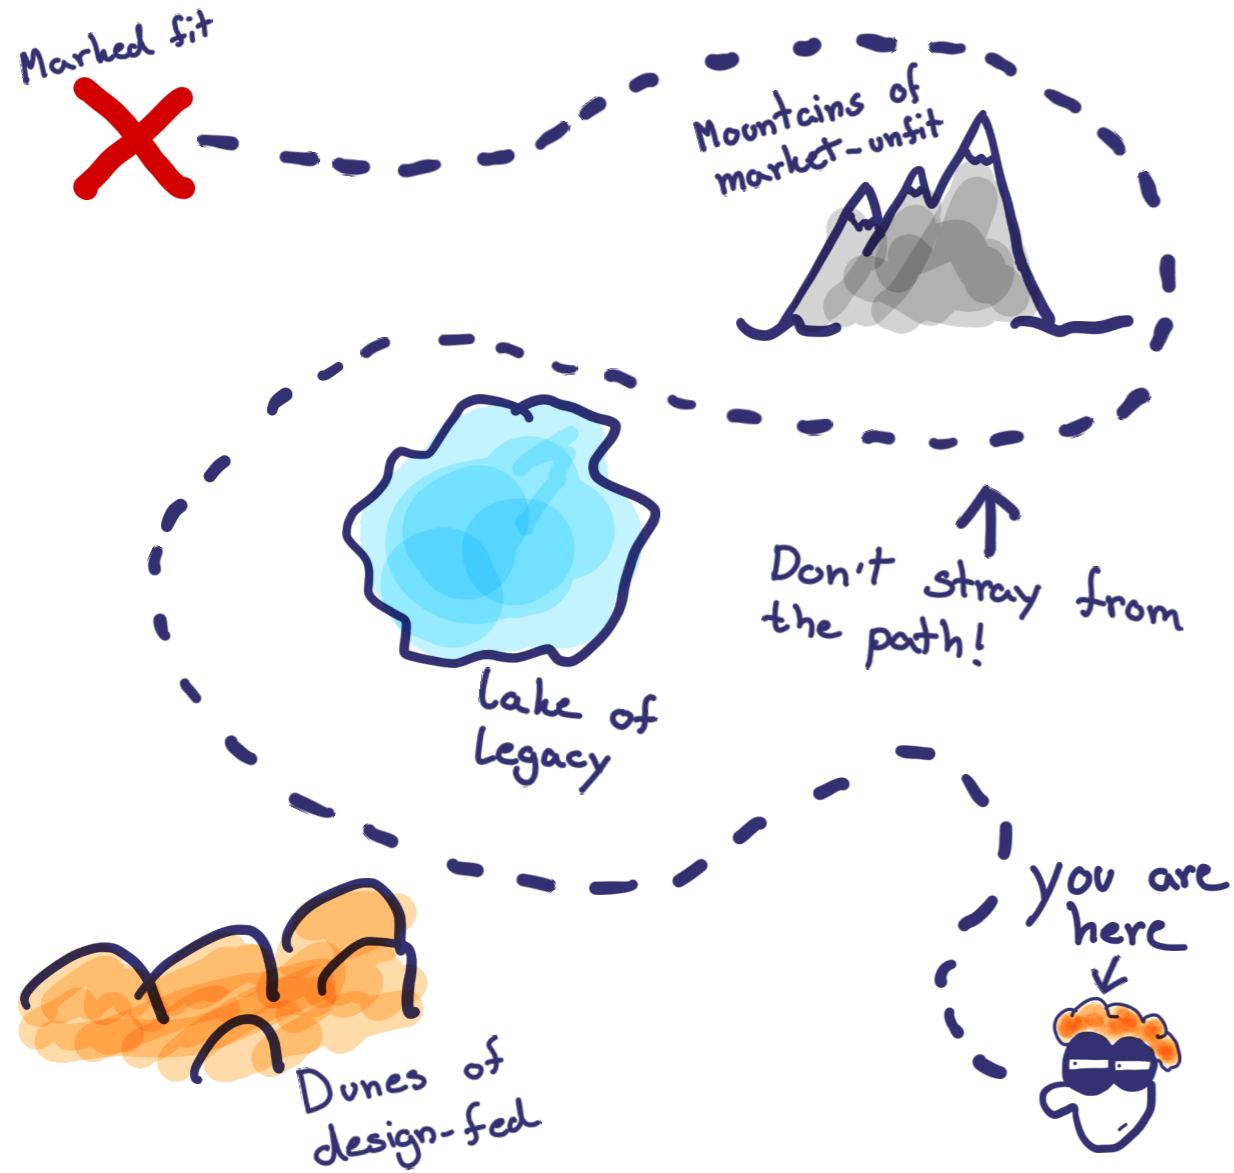 Marked fit
Mountains of
market-unfit
Don't stray from
the path!
Lake of
Legacy
you are
here
Dunes of
design-fed